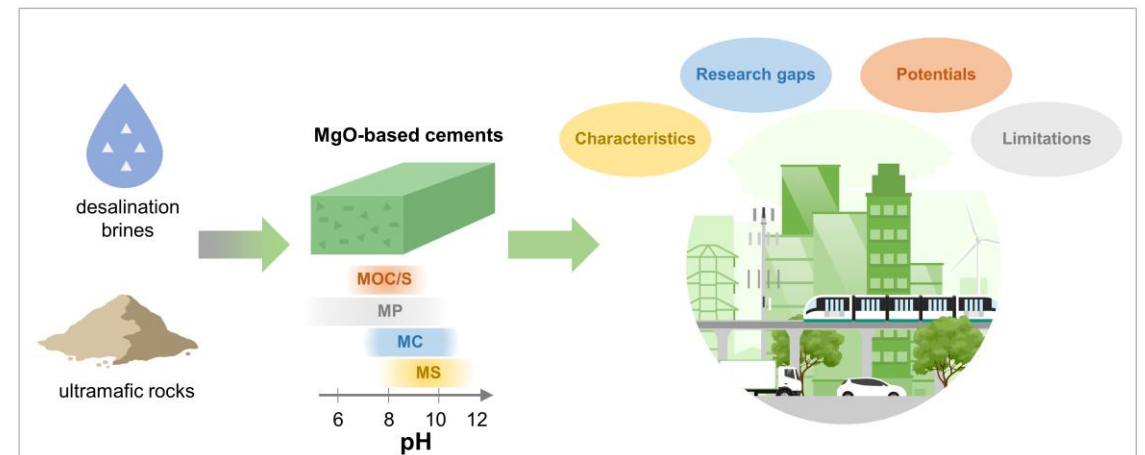 desalination
brines
ultramafic rocks
MgO-based cements
MOC/S
MP
MC
MS
6 8 10 12
pH
Characteristics
Research gaps
Potentials
Limitations